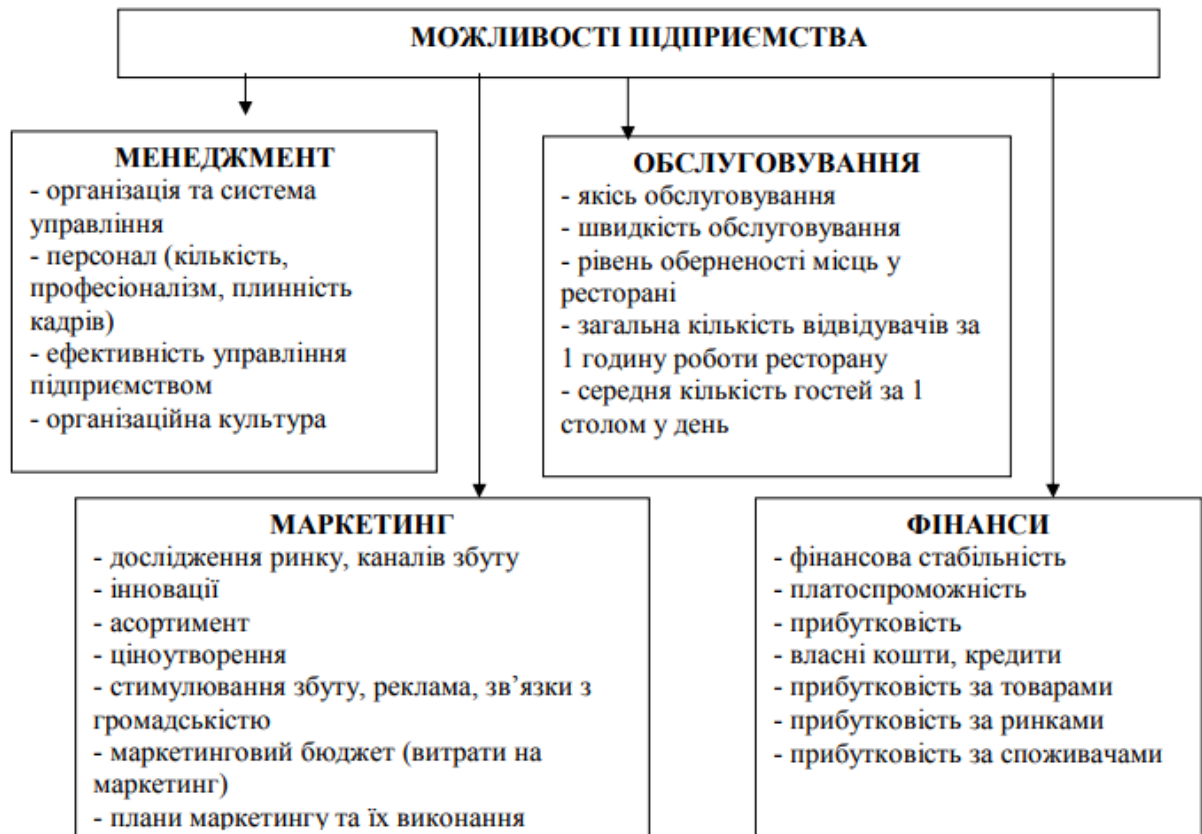 МОЖЛИВОСТІ ПІДПРИЄМСТВА
МЕНЕДЖМЕНТ
- організація та система
управління
- персонал (кількість,
професіоналізм, плинність
кадрів)
- ефективність управління
підприємством
- організаційна культура
ОБСЛУГОВУВАННЯ
- якісь обслуговування
- швидкість обслуговування
- рівень оберненості місць у
ресторані
- загальна кількість відвідувачів за
1 годину роботи ресторану
- середня кількість гостей за 1
столом у день
МАРКЕТИНГ
- дослідження ринку, каналів збуту
- інновації
- асортимент
- ціноутворення
- стимулювання збуту, реклама, зв’язки з
громадськістю
- маркетинговий бюджет (витрати на
маркетинг)
- плани маркетингу та їх виконання
ФІНАНСИ
- фінансова стабільність
- платоспроможність
- прибутковість
- власні кошти, кредити
- прибутковість за товарами
- прибутковість за ринками
- прибутковість за споживачами